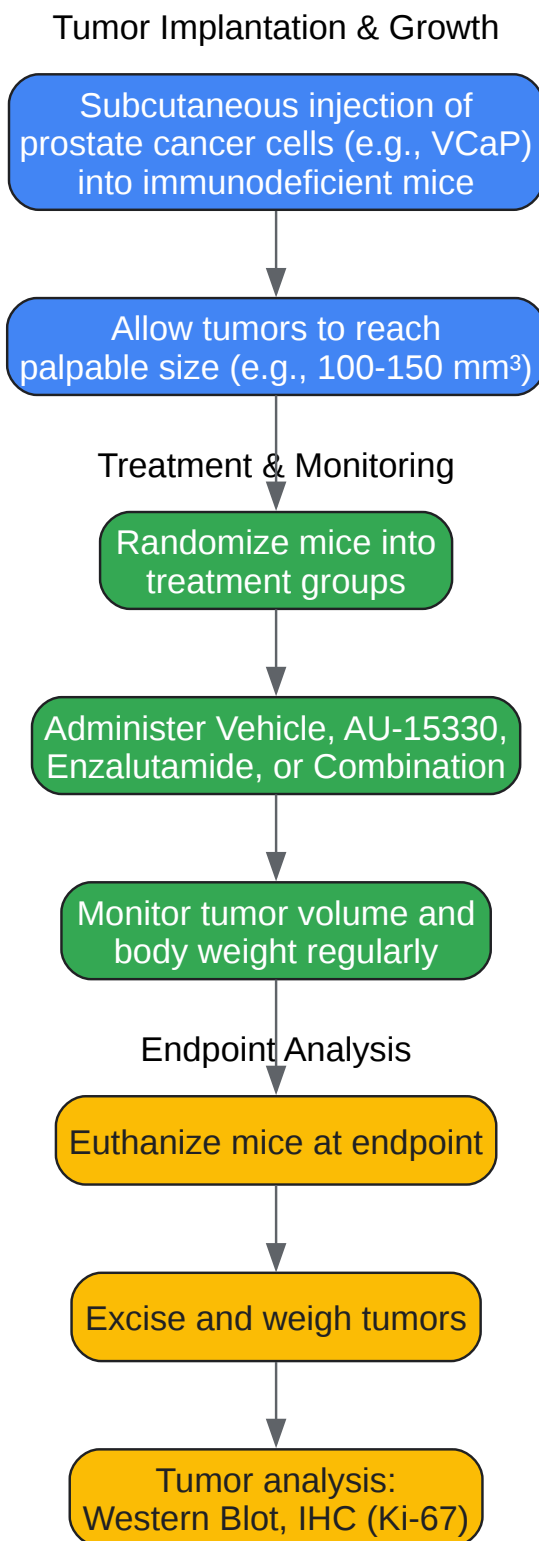 Tumor Implantation & Growth
Subcutaneous injection of
prostate cancer cells (e.g., VCaP)
into immunodeficient mice
Allow tumors to reach
palpable size (e.g., 100-150 mm³)
Treatment & Monitoring
Randomize mice into
treatment groups
Administer Vehicle, AU-15330,
Enzalutamide, or Combination
Monitor tumor volume and
body weight regularly
Endpoint Analysis
Euthanize mice at endpoint
Excise and weigh tumors
Tumor analysis:
Western Blot, IHC (Ki-67)